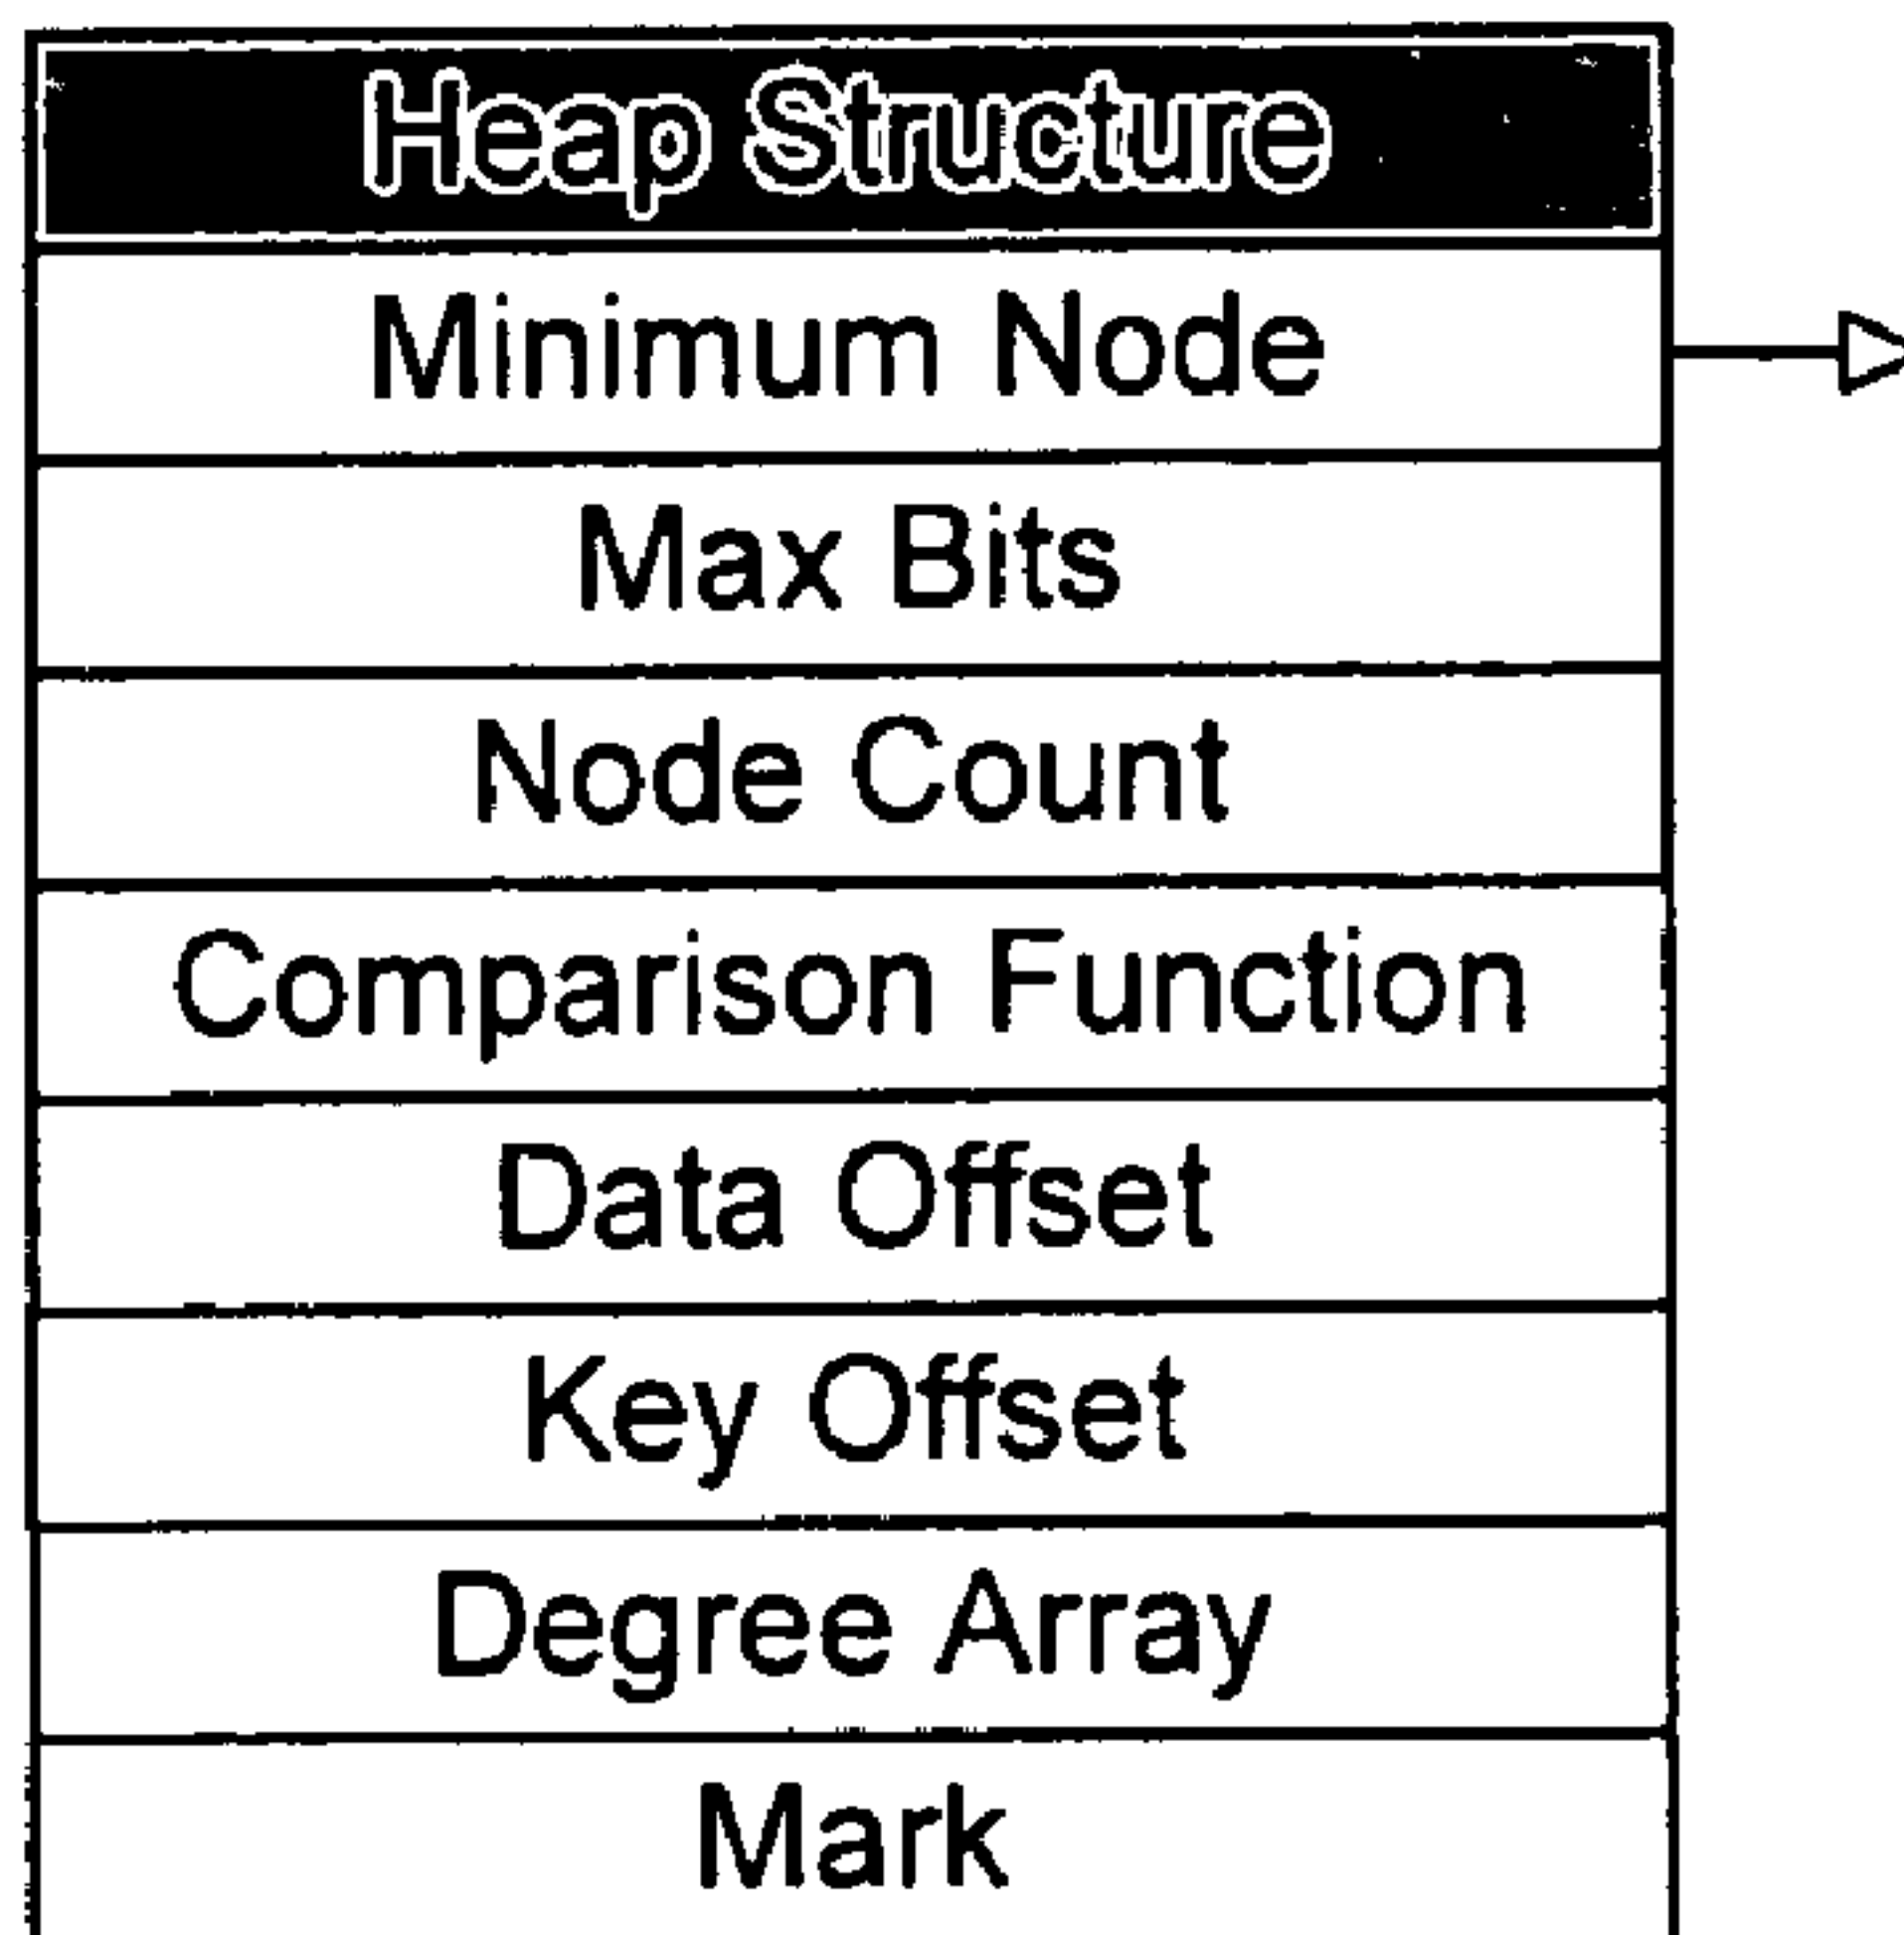 Heap Structure
Minimum Node
Max Bits
Node Count
Comparison Function
Data Offset
Key Offset
Degree Array
Mark